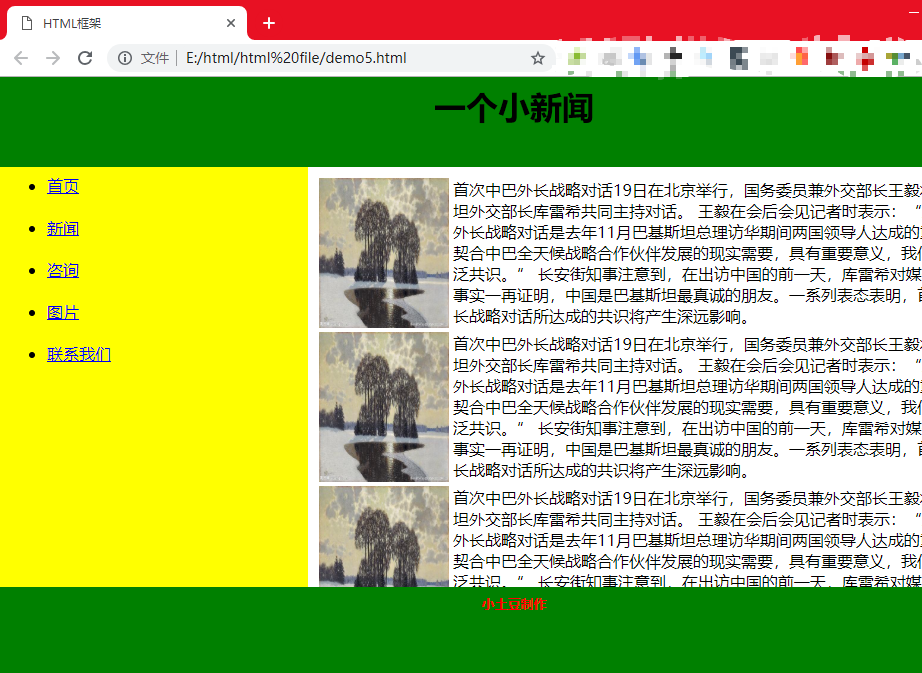 HTML框架
文件
E:/html/html%20file/demo5.html
一个小新闻
首页
新闻
咨询
图片
联系我们
首次中巴外长战略对话19日在北京举行，国务委员兼外交部长王毅
坦外交部长库雷希共同主持对话。 王毅在会后会见记者时表示： “
外长战略对话是去年11月巴基斯坦总理访华期间两国领导人达成的
契合中巴全天候战略合作伙伴发展的现实需要，具有重要意义，我
泛共识。” 长安街知事注意到，在出访中国的前一天，库雷希对媒
事实一再证明，中国是巴基斯坦最真诚的朋友。一系列表态表明，
长战略对话所达成的共识将产生深远影响。
首次中巴外长战略对话19日在北京举行，国务委员兼外交部长王毅
坦外交部长库雷希共同主持对话。 王毅在会后会见记者时表示： “
外长战略对话是去年11月巴基斯坦总理访华期间两国领导人达成的
契合中巴全天候战略合作伙伴发展的现实需要，具有重要意义，我
泛共识。” 长安街知事注意到，在出访中国的前一天，库雷希对媒
事实一再证明，中国是巴基斯坦最真诚的朋友。一系列表态表明，
长战略对话所达成的共识将产生深远影响。
首次中巴外长战略对话19日在北京举行，国务委员兼外交部长王毅
坦外交部长库雷希共同主持对话。 王毅在会后会见记者时表示： “
外长战略对话是去年11月巴基斯坦总理访华期间两国领导人达成的
契合中巴全天候战略合作伙伴发展的现实需要，具有重要意义，我
泛共识。” 长安街知事注意到，在出访中国的前一天，库雷希对媒
小土豆制作